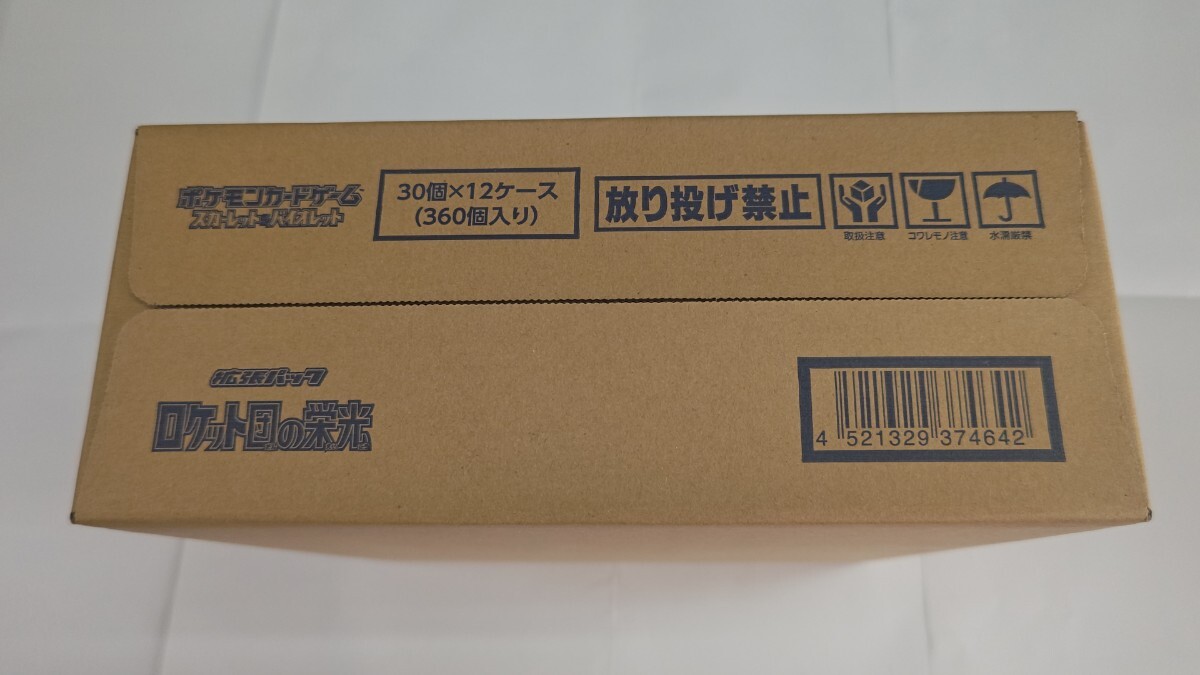 ポケモンカードゲーム
スカーレット&バイオレット
30個×12ケース
(360個入り)
放り投げ禁止
取扱注意
コワレモノ注意
水濡厳禁
拡張パック
ロケット団の栄光
4 521329 374642